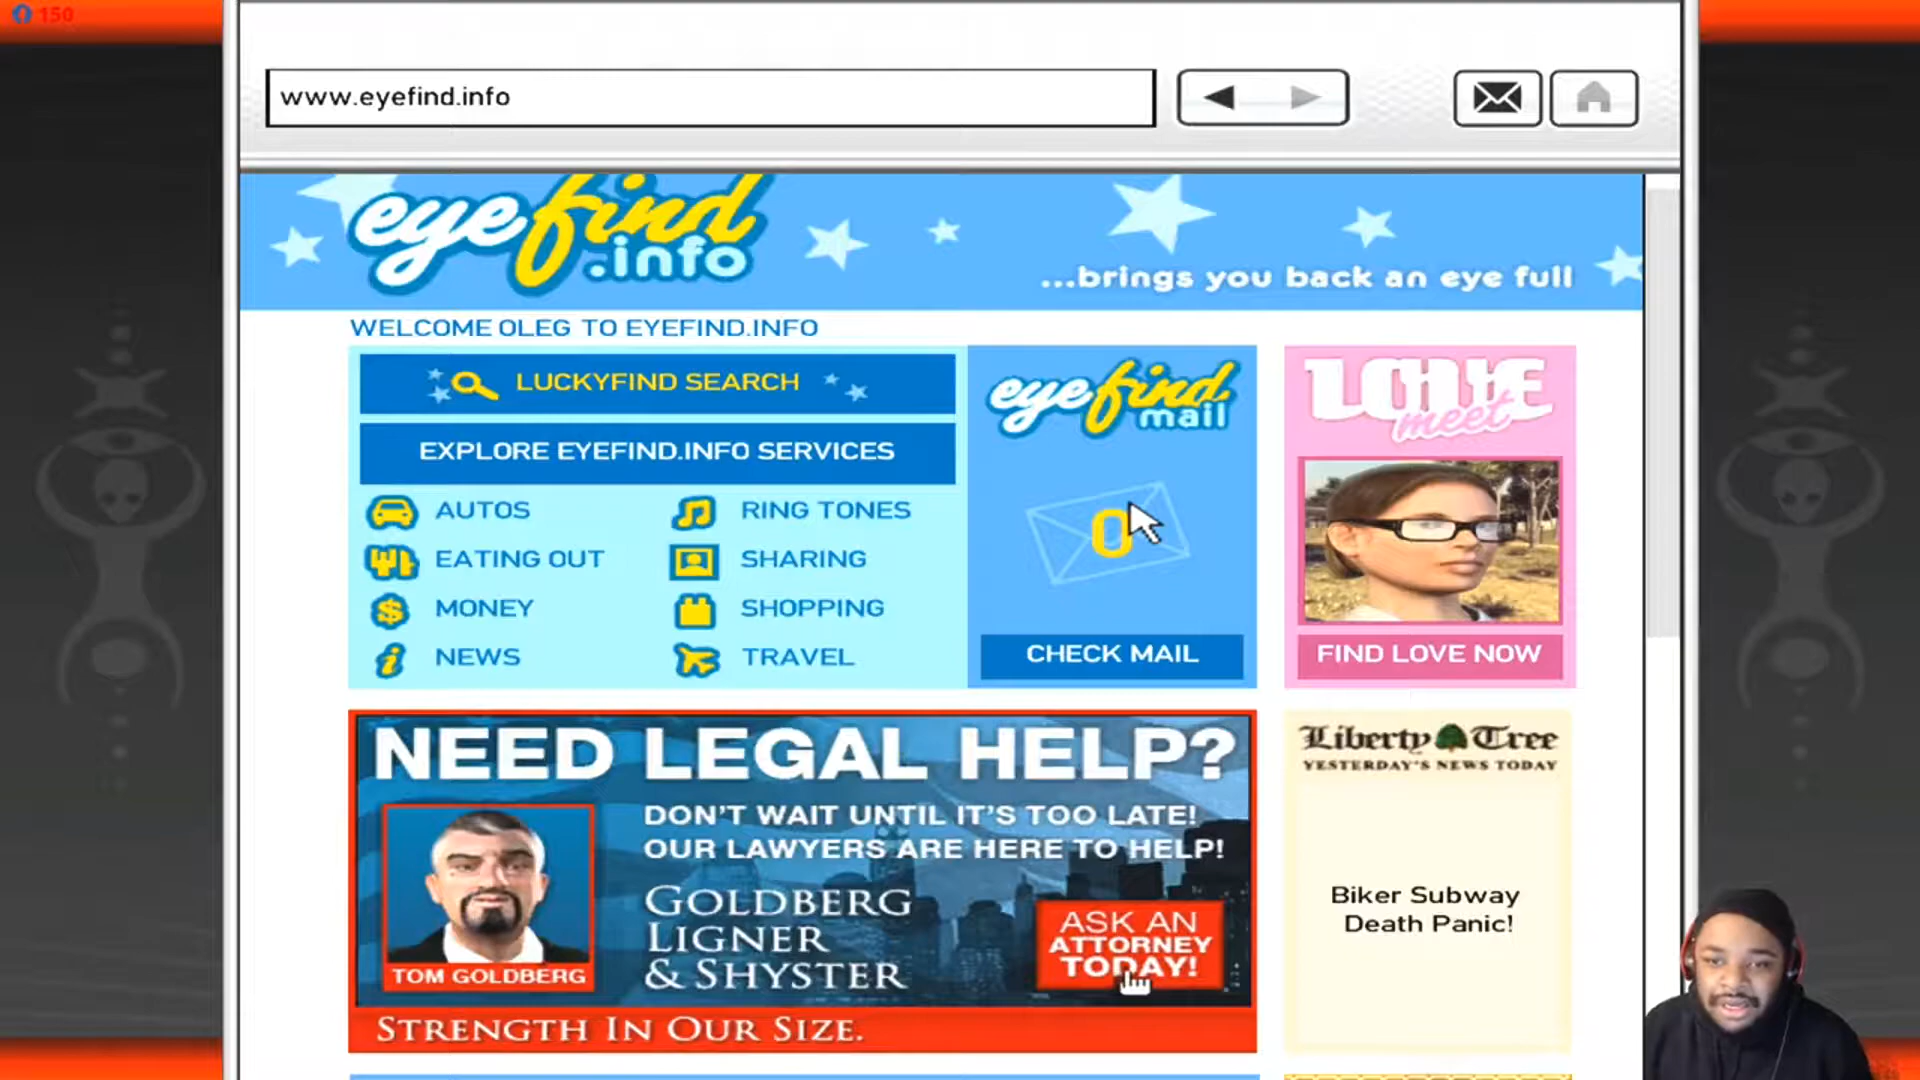 150
www.eyefind.info
eyefind
.info
...brings you back an eye full
WELCOME OLEG TO EYEFIND.INFO
LUCKYFIND SEARCH
EXPLORE EYEFIND.INFO SERVICES
AUTOS
RING TONES
EATING OUT
SHARING
MONEY
SHOPPING
NEWS
TRAVEL
eyefind
mail
0
CHECK MAIL
LOVE
meet
FIND LOVE NOW
NEED LEGAL HELP?
DON'T WAIT UNTIL IT'S TOO LATE!
OUR LAWYERS ARE HERE TO HELP!
GOLDBERG
LIGNER
& SHYSTER
TOM GOLDBERG
ASK AN
ATTORNEY
TODAY!
STRENGTH IN OUR SIZE.
Liberty Tree
YESTERDAY'S NEWS TODAY
Biker Subway
Death Panic!